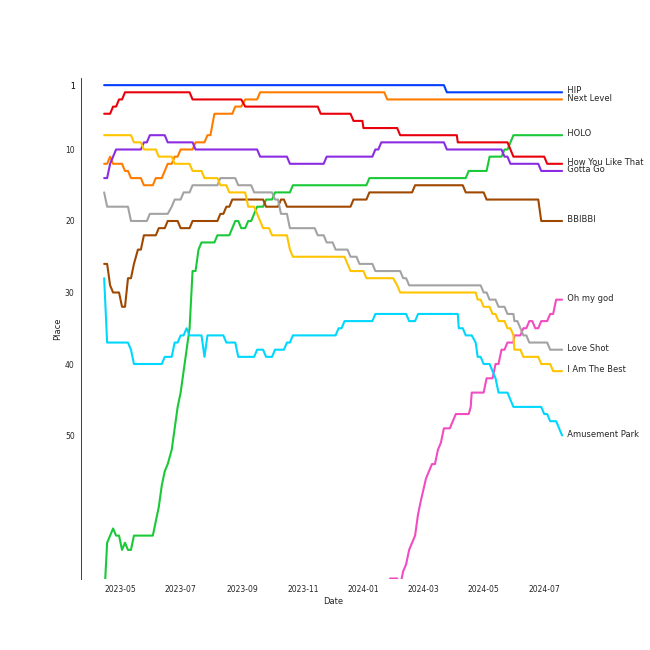 1
10
20
30
40
50
Place
HIP
Next Level
HOLO
How You Like That
Gotta Go
BBIBBI
Oh my god
Love Shot
I Am The Best
Amusement Park
2023-05 2023-07 2023-09 2023-11 2024-01 2024-03 2024-05 2024-07
Date